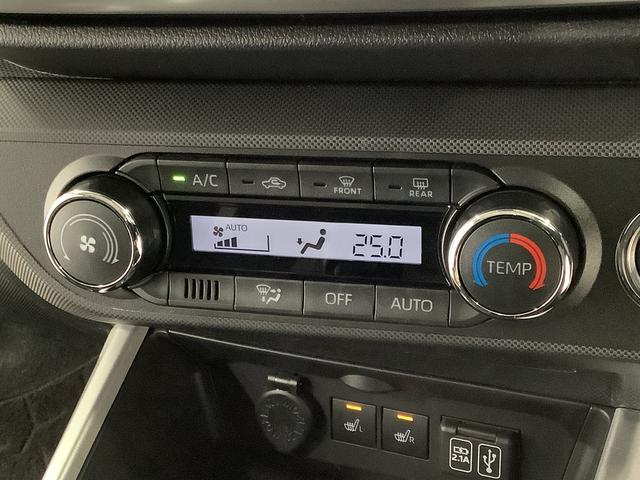 A/C
FRONT
REAR
AUTO
25.0
TEMP
OFF
AUTO
L
R
2.1A